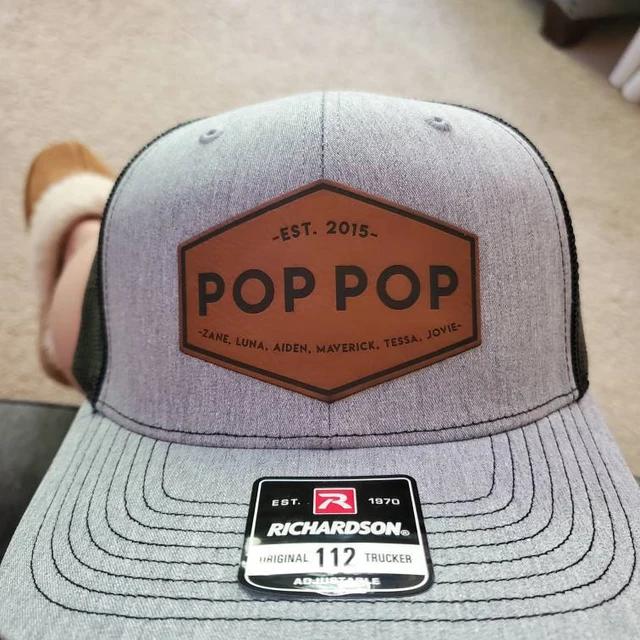 -EST. 2015-
POP POP
-ZANE, LUNA, AIDEN, MAVERICK, TESSA, JOVIE-
EST. R 1970
RICHARDSON®
ORIGINAL 112 TRUCKER
ADJUSTABLE